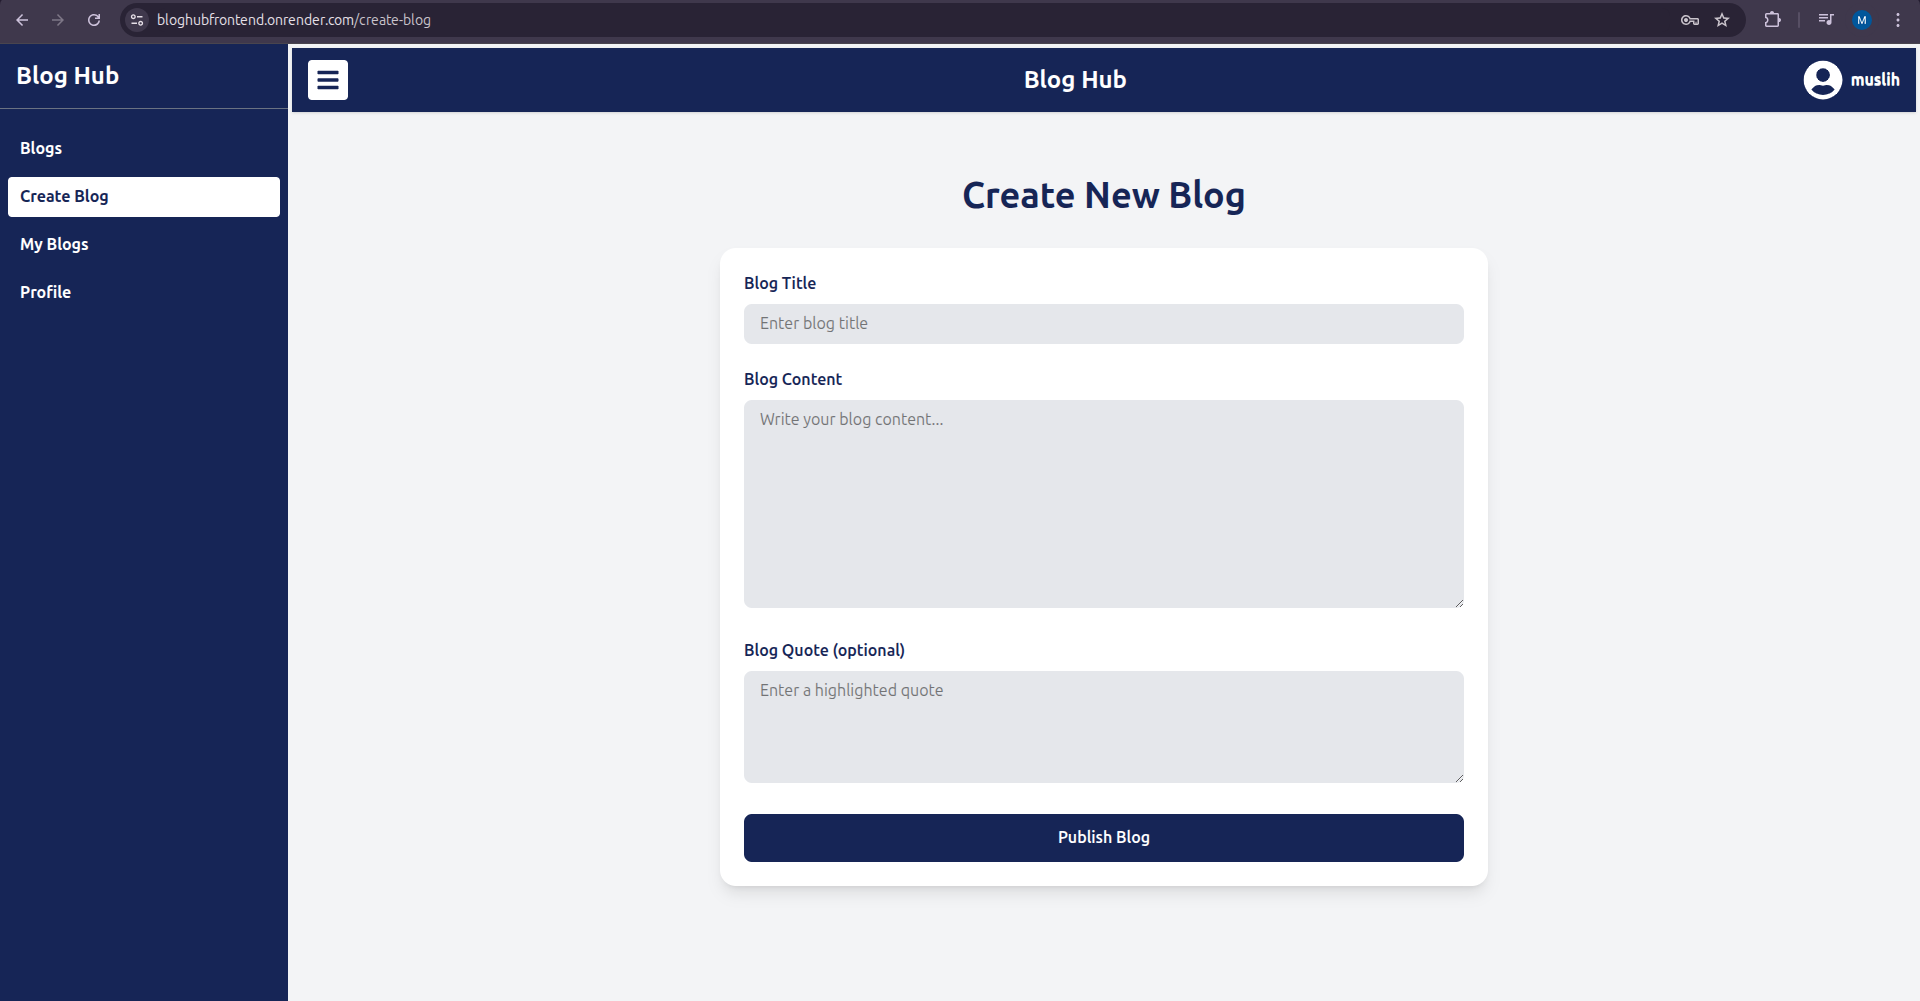 bloghubfrontend.onrender.com/create-blog
M
Blog Hub
Blogs
Create Blog
My Blogs
Profile
Blog Hub
muslih
Create New Blog
Blog Title
Enter blog title
Blog Content
Write your blog content...
Blog Quote (optional)
Enter a highlighted quote
Publish Blog